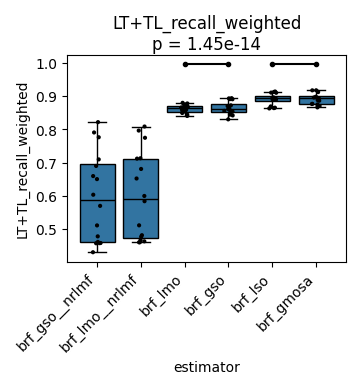 LT+TL_recall_weighted
p = 1.45e-14
LT+TL_recall_weighted
1.0
0.9
0.8
0.7
0.6
0.5
brf_gso__nrlmf
brf_lmo__nrlmf
brf_lmo
brf_gso
brf_lso
brf_gmosa
estimator